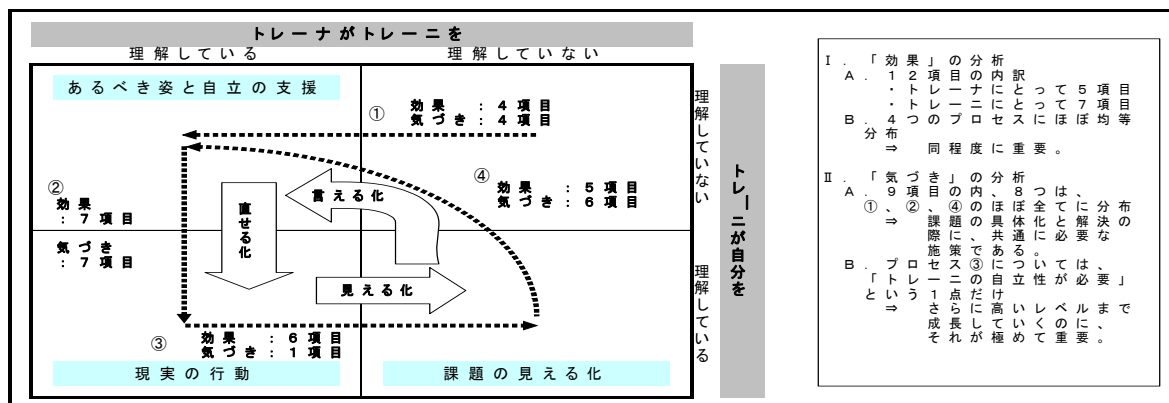 トレーナがトレーニを
理解している
理解していない
あるべき姿と自立の支援
①
効果:4項目
気づき:4項目
②
効果
:7項目
気づき
:7項目
④
効果:5項目
気づき:6項目
言える化
直せる化
見える化
③
効果:6項目
気づき:1項目
現実の行動
課題の見える化
理解していない
理解している
トレーニが自分を
Ⅰ.「効果」の分析
A.12項目の内訳
・トレーナにとって5項目
・トレーニにとって7項目
B.4つのプロセスにほぼ均等
分布
⇒ 同程度に重要。
Ⅱ.「気づき」の分析
A.9項目の内、8つは、
①、②、④のほぼ全てに分布
⇒ 課題の具体化と解決の
際に、共通に必要な
施策である。
B.プロセス③については、
「トレーニの自立性が必要」
という1点だけ
⇒ さらに高いレベルまで
成長していくのに、
それが極めて重要。